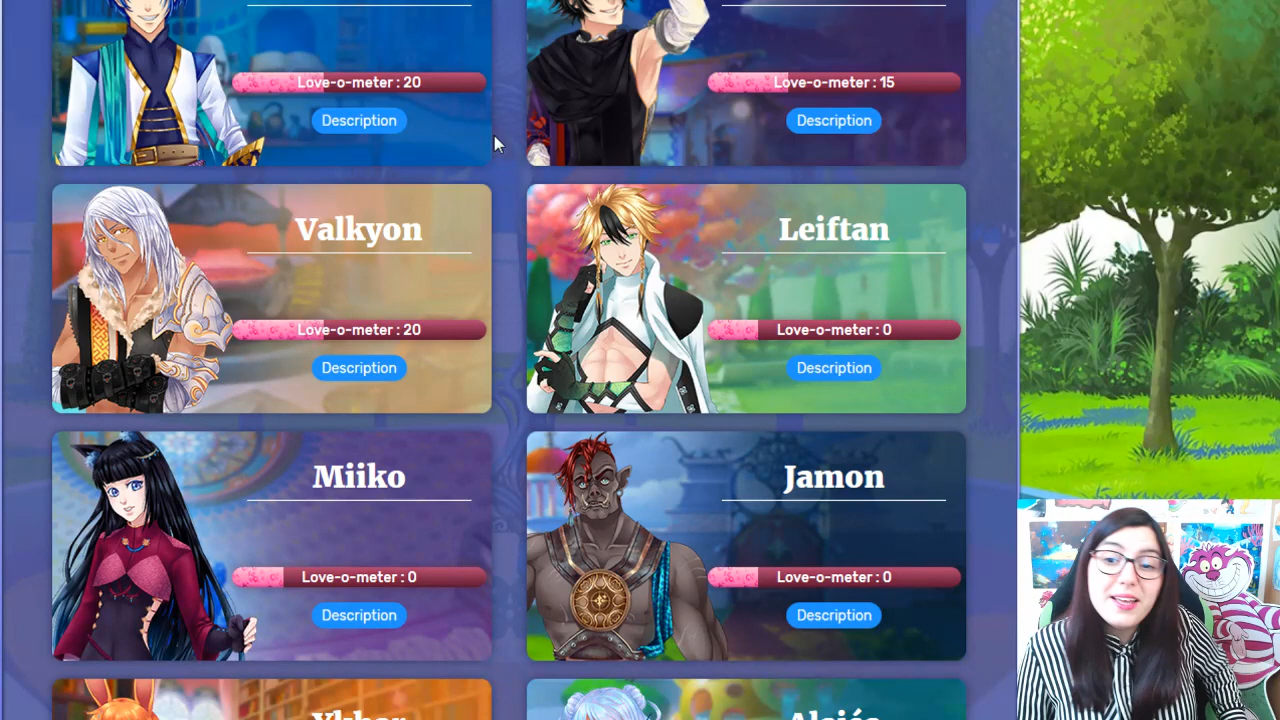 Love-o-meter : 20
Description
Love-o-meter : 15
Description
Valkyon
Love-o-meter : 20
Description
Leiftan
Love-o-meter : 0
Description
Miiko
Love-o-meter : 0
Description
Jamon
Love-o-meter : 0
Description